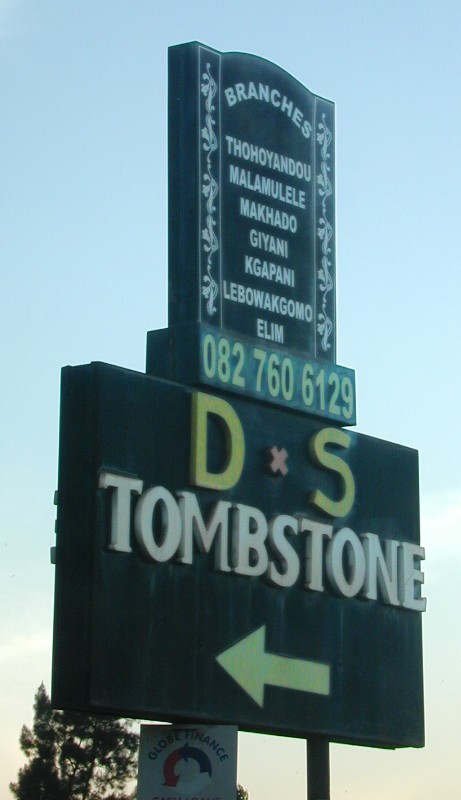 BRANCHES
THOHOYANDOU
MALAMULELE
MAKHADO
GIYANI
KGAPANI
LEBOWAKGOMO
ELIM
082 760 6129
D x S
TOMBSTONE
GLOBE FINANCE